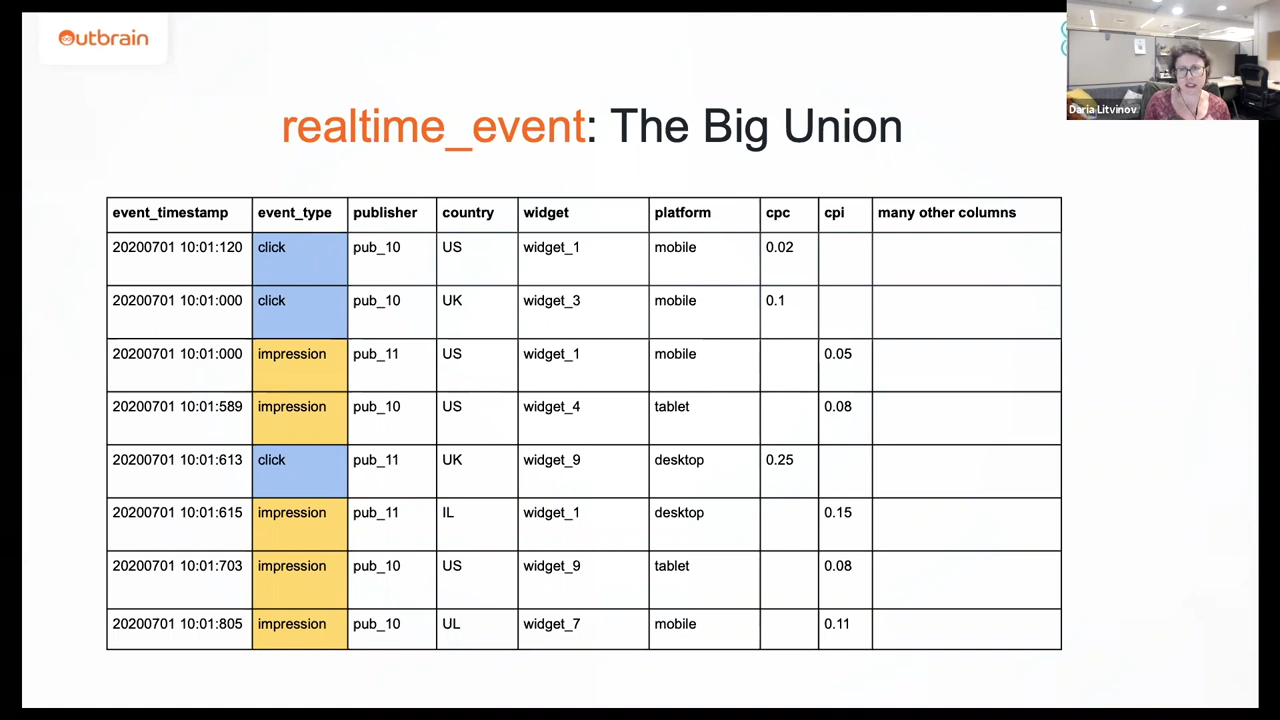 Outbrain
Daria Litvinov
realtime_event: The Big Union
event_timestamp event_type publisher country widget platform cpc cpi many other columns
20200701 10:01:120 click pub_10 US widget_1 mobile 0.02
20200701 10:01:000 click pub_10 UK widget_3 mobile 0.1
20200701 10:01:000 impression pub_11 US widget_1 mobile 0.05
20200701 10:01:589 impression pub_10 US widget_4 tablet 0.08
20200701 10:01:613 click pub_11 UK widget_9 desktop 0.25
20200701 10:01:615 impression pub_11 IL widget_1 desktop 0.15
20200701 10:01:703 impression pub_10 US widget_9 tablet 0.08
20200701 10:01:805 impression pub_10 UL widget_7 mobile 0.11